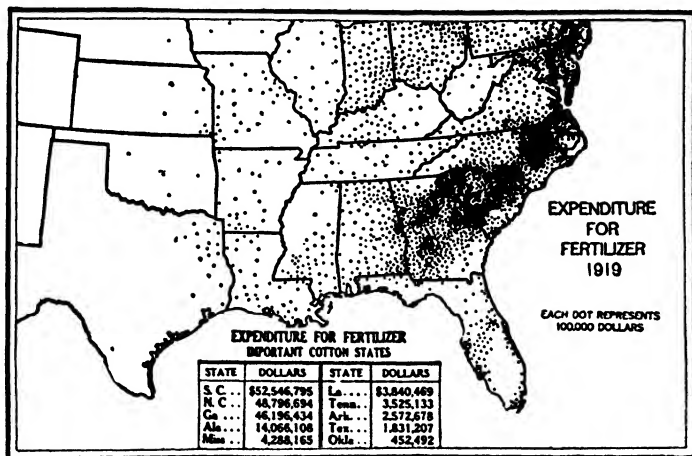 EXPENDITURE
FOR
FERTILIZER
1919
EACH DOT REPRESENTS
100,000 DOLLARS
EXPENDITURE FOR FERTILIZER
IMPORTANT COTTON STATES
STATE DOLLARS STATE DOLLARS
S. C... $52,546,795 La.... $3,840,469
N. C... 48,796,694 Tenn... 3,525,133
Ga... 46,196,434 Ark... 2,572,678
Ala... 14,066,108 Tex... 1,831,207
Miss... 4,288,165 Okla... 452,492